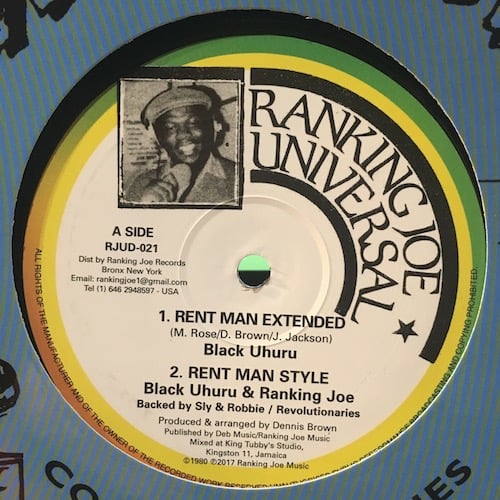 RANKING JOE
UNIVERSAL
A SIDE
RJUD-021
Dist by Ranking Joe Records
Bronx New York
Email: rankingjoe1@gmail.com
Tel (1) 646 2948597 - USA
1. RENT MAN EXTENDED
(M. Rose/D. Brown/J. Jackson)
Black Uhuru
2. RENT MAN STYLE
Black Uhuru & Ranking Joe
Backed by Sly & Robbie / Revolutionaries
Produced & arranged by Dennis Brown
Published by Deb Music/Ranking Joe Music
Mixed at King Tubby's Studio,
Kingston 11, Jamaica
©1980 ℗2017 Ranking Joe Music
ALL RIGHTS OF THE MANUFACTURER AND OF THE OWNER OF THE RECORDED WORK RESERVED
BROADCASTING AND COPYING PROHIBITED.